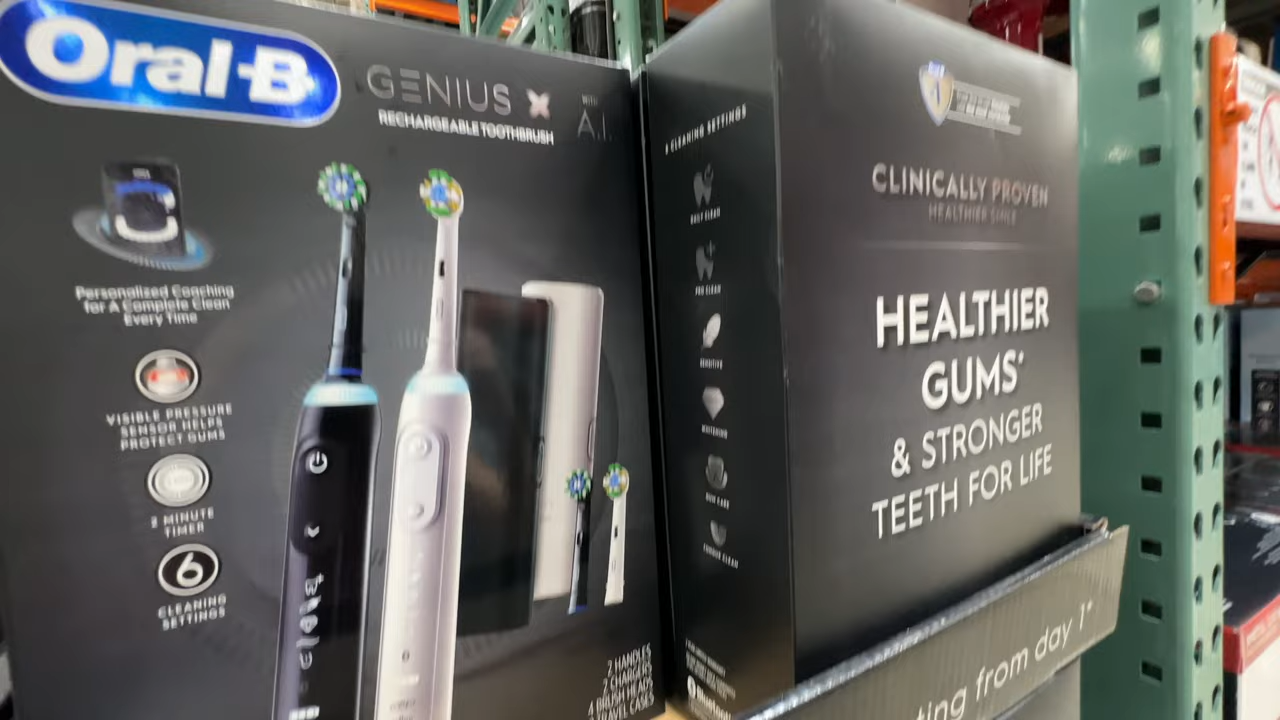 Oral-B
GENIUS X
RECHARGEABLE TOOTHBRUSH
WITH
A.I.
Personalized Coaching
for A Complete Clean
Every Time
VISIBLE PRESSURE
SENSOR HELPS
PROTECT GUMS
2 MINUTE
TIMER
6
CLEANING
SETTINGS
2 HANDLES
2 CHARGERS
4 BRUSH HEADS
TRAVEL CASES
6 CLEANING SETTINGS
DAILY CLEAN
PRO CLEAN
SENSITIVE
WHITENING
GUM CARE
TONGUE CLEAN
CLINICALLY PROVEN
HEALTHIER SMILE
HEALTHIER
GUMS*
& STRONGER
TEETH FOR LIFE
ting from day 1*